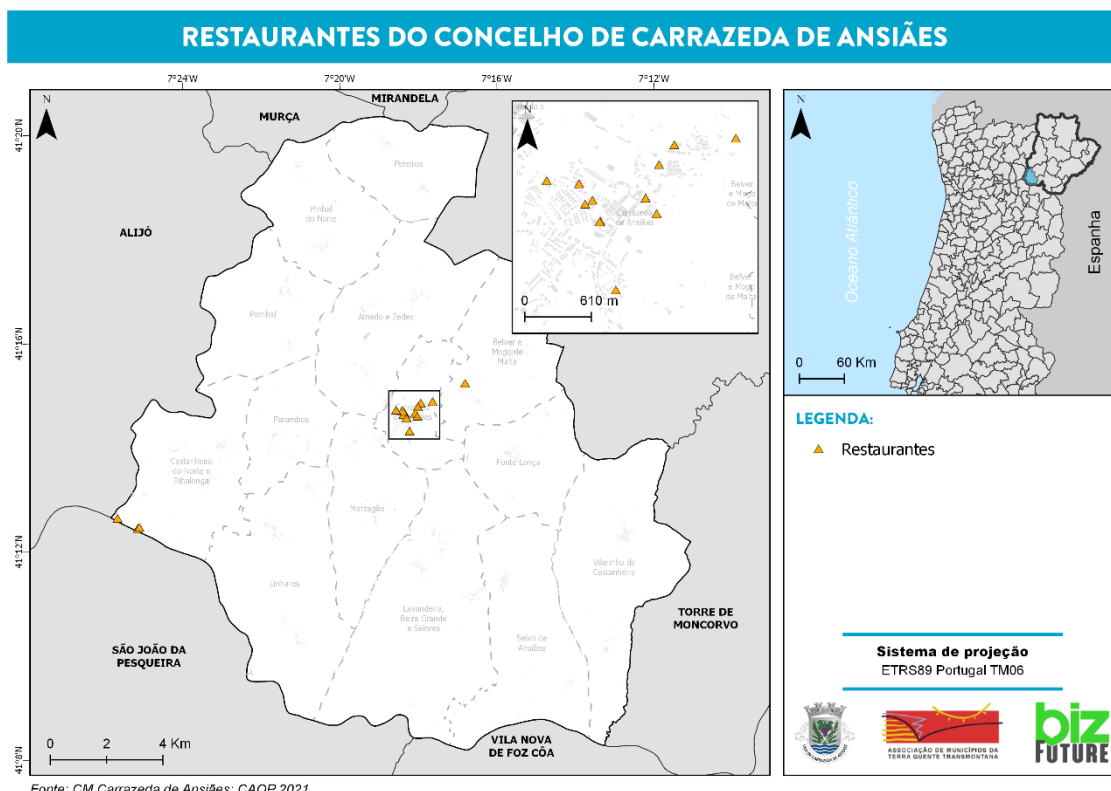 RESTAURANTES DO CONCELHO DE CARRAZEDA DE ANSIÃES
7°24'W
7°20'W
7°16'W
7°12'W
41°20'N
41°16'N
41°12'N
41°8'N
N
MIRANDELA
MURÇA
ALIJÓ
Pereiros
Pinhal
do Norte
Pombal
Amedo e Zedes
Belver e
Mogo de
Malta
Parambos
Castanheiro
do Norte e
Ribalonga
Fonte Longa
Marzagão
Linhares
Vilarinho da
Castanheira
Lavandeira,
Beira Grande
e Selores
Seixo de
Ansiães
SÃO JOÃO DA
PESQUEIRA
TORRE DE
MONCORVO
VILA NOVA
DE FOZ CÔA
0 2 4 Km
N
Amedo e
Belver
e Mogo
de Malta
Carrazeda
de Ansiães
Belver
e Mogo
de Malta
0 610 m
N
Oceano Atlântico
Espanha
0 60 Km
LEGENDA:
Restaurantes
Sistema de projeção
ETRS89 Portugal TM06
ASSOCIAÇÃO DE MUNICÍPIOS DA
TERRA QUENTE TRANSMONTANA
biz
FUTURE
Fonte: CM Carrazeda de Ansiães; CAOP 2021